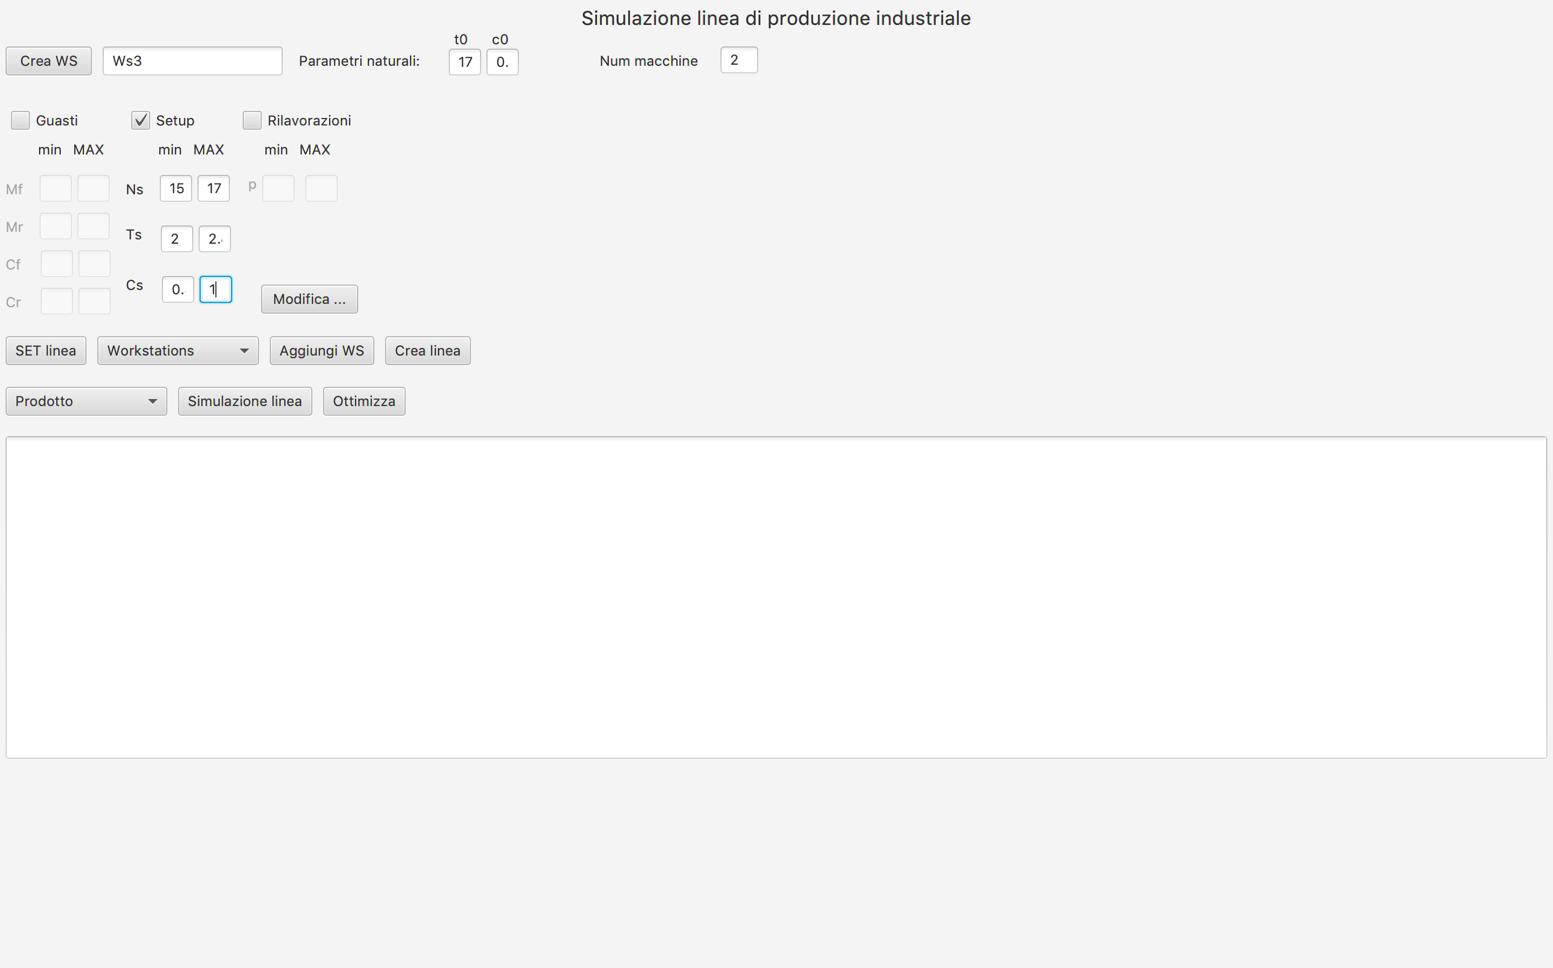 Simulazione linea di produzione industriale
t0 c0
Crea WS Ws3 Parametri naturali: 17 0. Num macchine 2
Guasti Setup Rilavorazioni
min MAX min MAX min MAX
Mf Ns 15 17 p
Mr Ts 2 2.
Cf
Cs 0. 1
Cr Modifica ...
SET linea Workstations Aggiungi WS Crea linea
Prodotto Simulazione linea Ottimizza